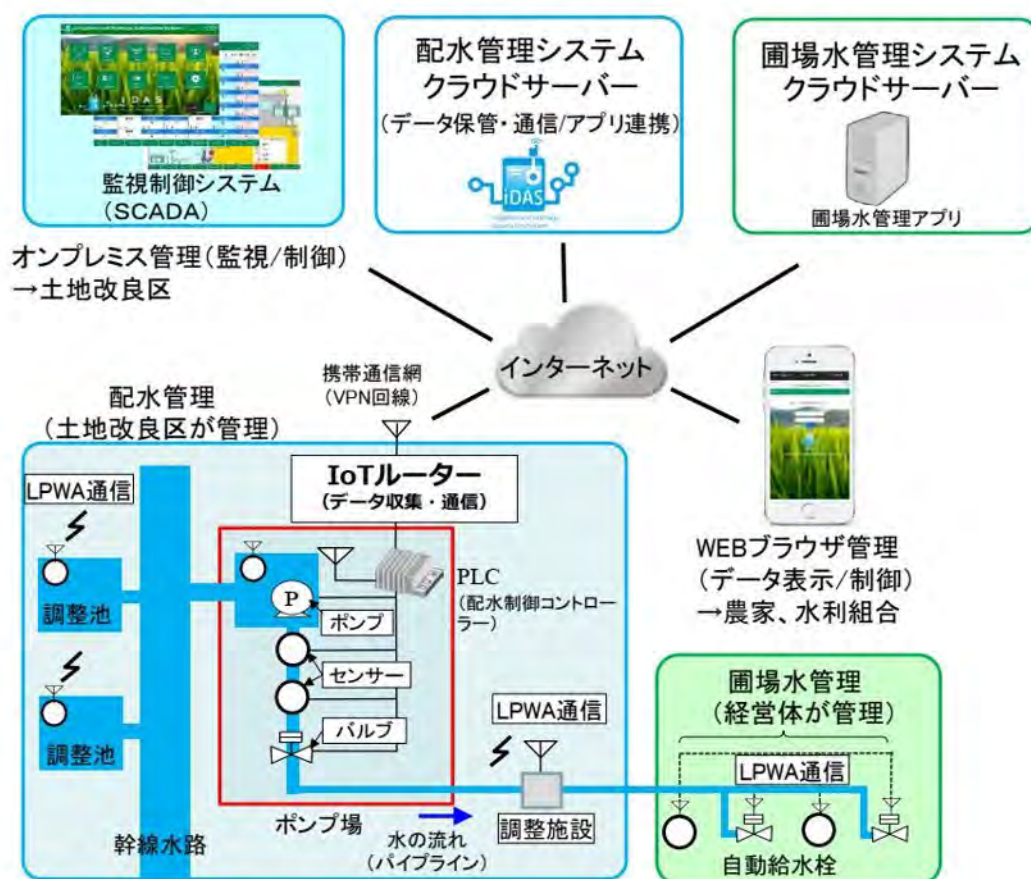 iDAS
監視制御システム
(SCADA)
配水管理システム
クラウドサーバー
(データ保管・通信/アプリ連携)
iDAS
圃場水管理システム
クラウドサーバー
圃場水管理アプリ
オンプレミス管理(監視/制御)
→土地改良区
インターネット
携帯通信網
(VPN回線)
配水管理
(土地改良区が管理)
IoTルーター
(データ収集・通信)
LPWA通信
調整池
調整池
幹線水路
P
ポンプ
センサー
バルブ
PLC
(配水制御コントロー
ラー)
ポンプ場
水の流れ
(パイプライン)
LPWA通信
調整施設
WEBブラウザ管理
(データ表示/制御)
→農家、水利組合
圃場水管理
(経営体が管理)
LPWA通信
自動給水栓